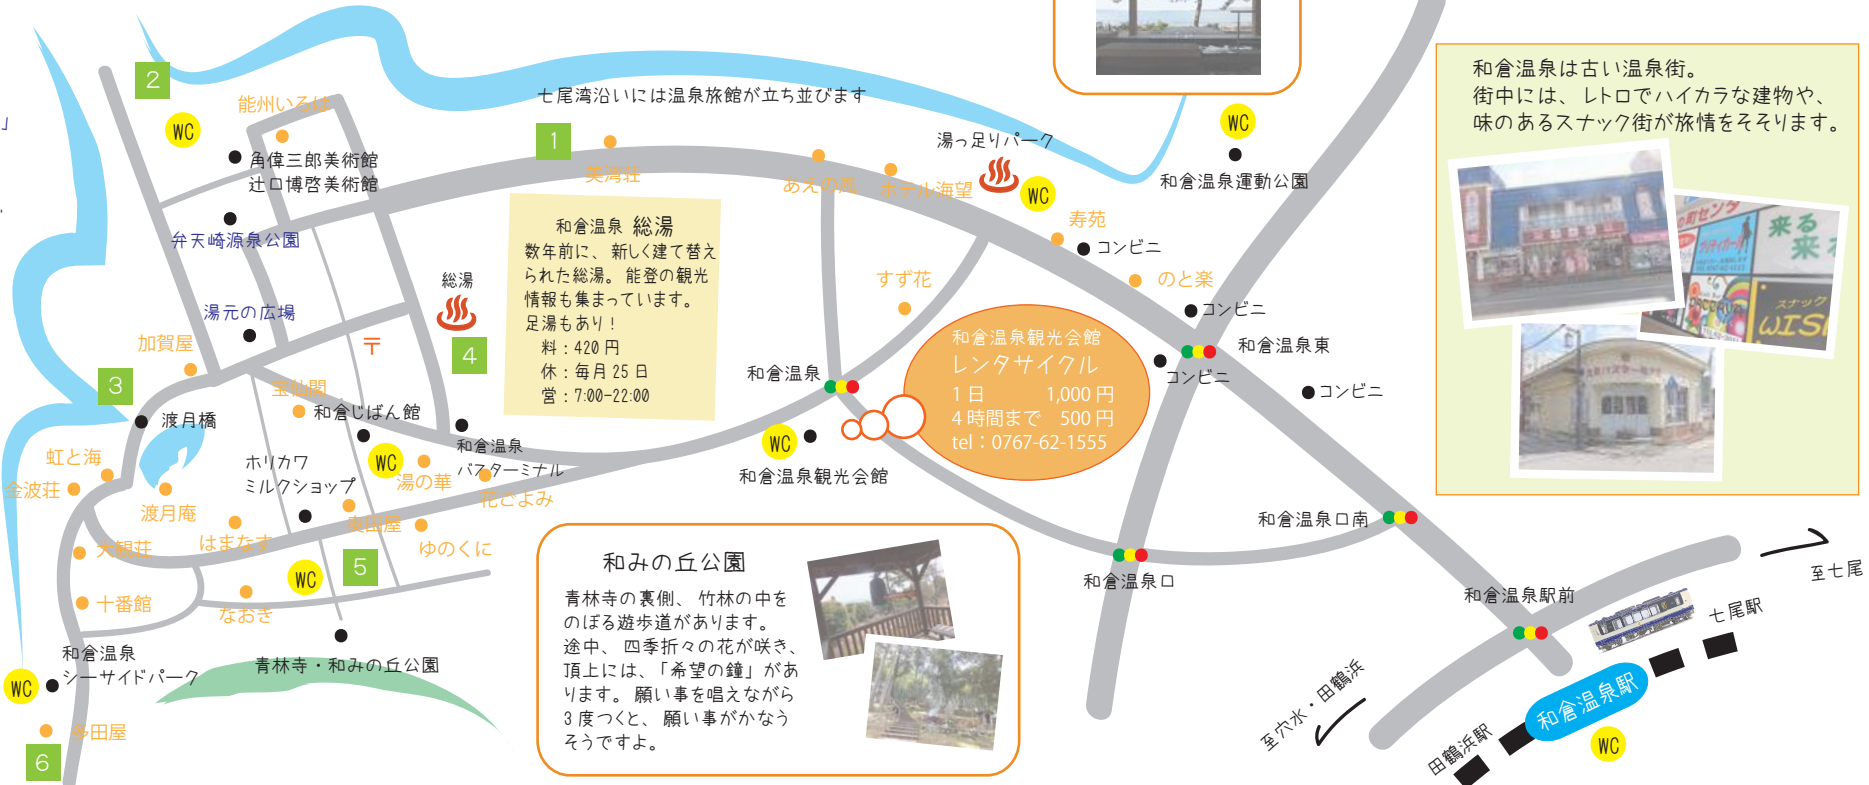 2
能州いろは
WC
角偉三郎美術館
辻口博啓美術館
弁天崎源泉公園
七尾湾沿いには温泉旅館が立ち並びます
1
美湾荘
あえの風
ホテル海望
湯っ足りパーク
WC
WC
和倉温泉運動公園
寿苑
コンビニ
のと楽
コンビニ
和倉温泉東
コンビニ
コンビニ
和倉温泉は古い温泉街。
街中には、レトロでハイカラな建物や、
味のあるスナック街が旅情をそそります。
来る
スナック
WISH
和倉温泉 総湯
数年前に、新しく建て替え
られた総湯。能登の観光
情報も集まっています。
足湯もあり！
料：420円
休：毎月25日
営：7:00-22:00
総湯
4
湯元の広場
〒
加賀屋
3
渡月橋
宝仙閣
和倉じばん館
WC
和倉温泉
バスターミナル
湯の華
花ごよみ
虹と海
金波荘
渡月庵
ホリカワ
ミルクショップ
はまなす
奥田屋
ゆのくに
大観荘
十番館
なおき
WC
5
和倉温泉
シーサイドパーク
WC
青林寺・和みの丘公園
多田屋
6
すず花
和倉温泉
WC
和倉温泉観光会館
和倉温泉観光会館
レンタサイクル
1日 1,000円
4時間まで 500円
tel：0767-62-1555
和みの丘公園
青林寺の裏側、竹林の中を
のぼる遊歩道があります。
途中、四季折々の花が咲き、
頂上には、「希望の鐘」があ
ります。願い事を唱えながら
3度つくと、願い事がかなう
そうですよ。
和倉温泉口南
和倉温泉口
和倉温泉駅前
至七尾
七尾駅
和倉温泉駅
WC
田鶴浜駅
至穴水・田鶴浜